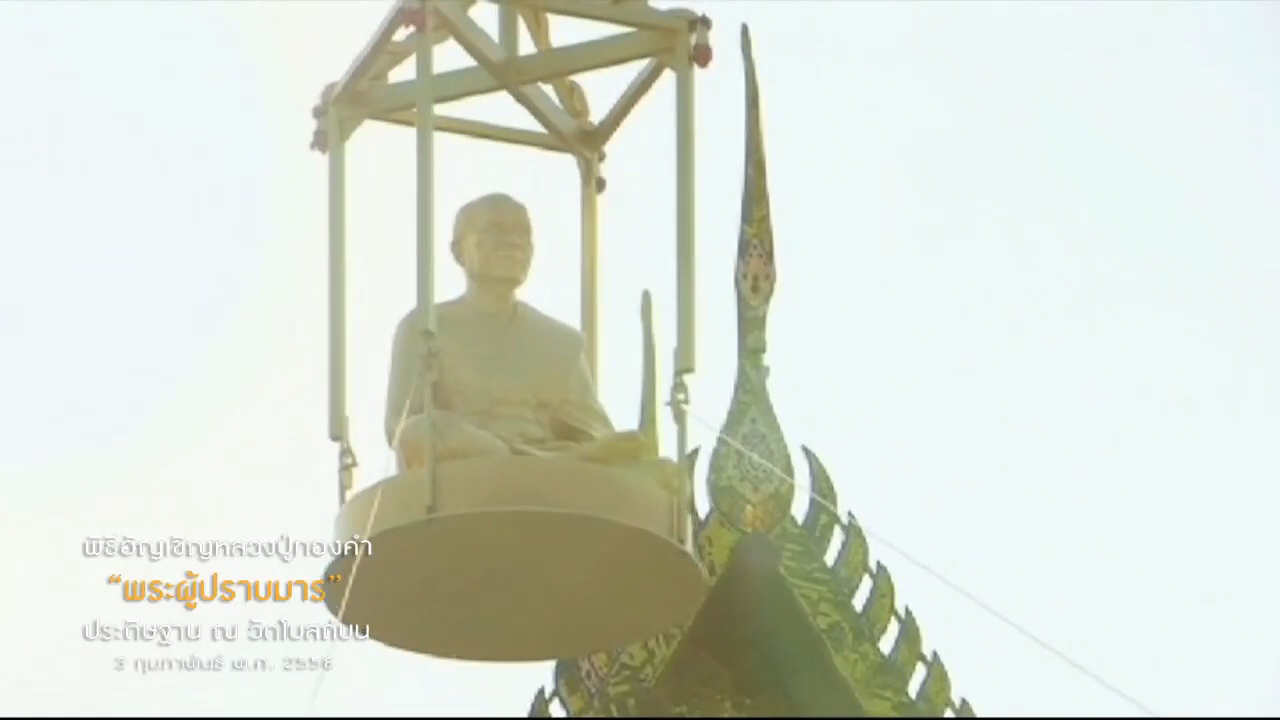 พิธีอัญเชิญหลวงปู่ทองคำ
“พระผู้ปราบมาร”
ประดิษฐาน ณ วัดโบสถ์บน
3 กุมภาพันธ์ พ.ศ. 2556